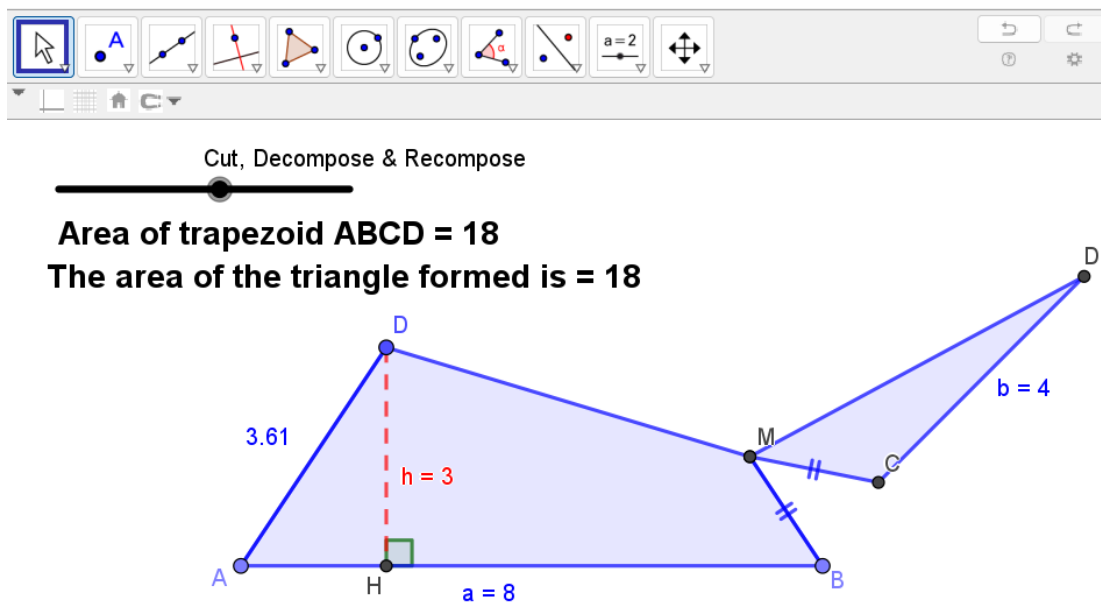 A
α
a=2
Cut, Decompose & Recompose
Area of trapezoid ABCD = 18
The area of the triangle formed is = 18
D
D
b = 4
3.61
M
C
h = 3
A
H
B
a = 8